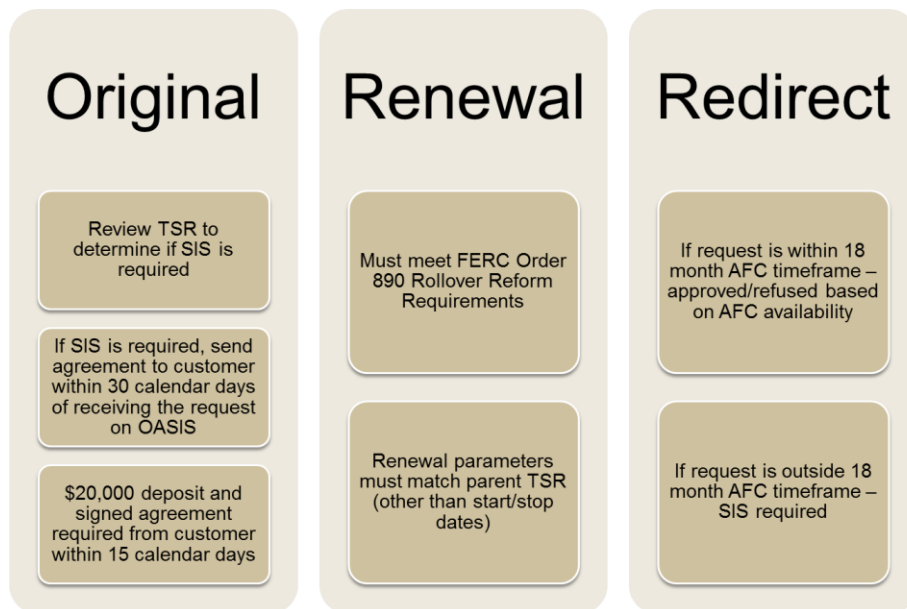 Original
Review TSR to
determine if SIS is
required
If SIS is required, send
agreement to customer
within 30 calendar days
of receiving the request
on OASIS
$20,000 deposit and
signed agreement
required from customer
within 15 calendar days
Renewal
Must meet FERC Order
890 Rollover Reform
Requirements
Renewal parameters
must match parent TSR
(other than start/stop
dates)
Redirect
If request is within 18
month AFC timeframe –
approved/refused based
on AFC availability
If request is outside 18
month AFC timeframe –
SIS required